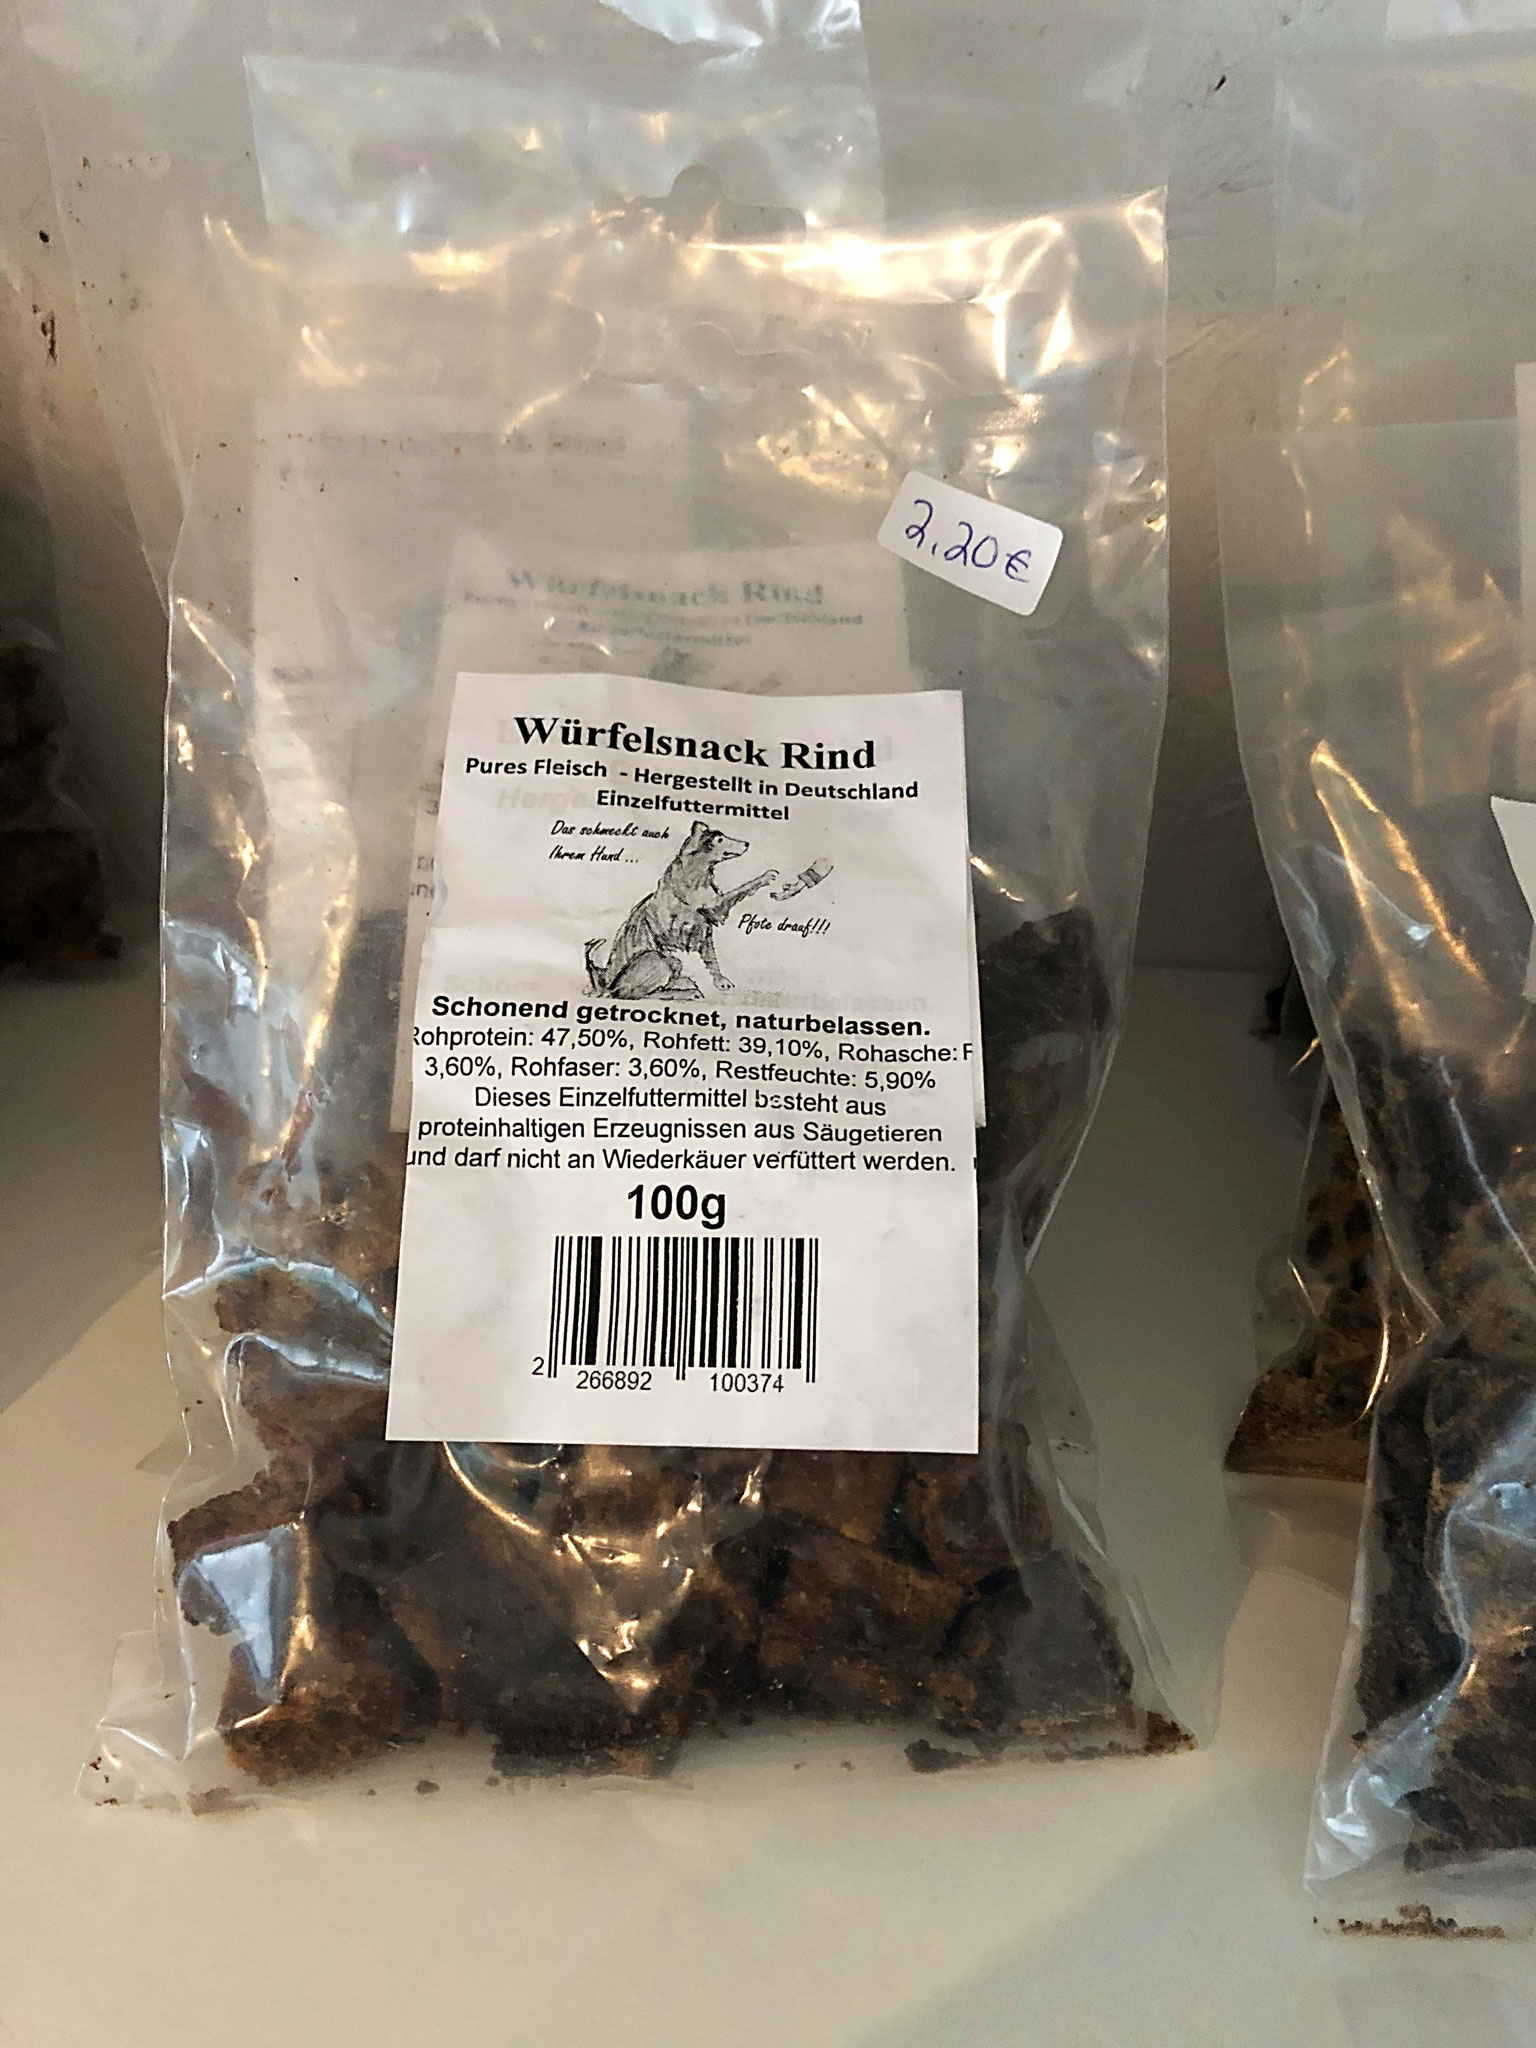 2,20€
Würfelsnack Rind
Pures Fleisch - Hergestellt in Deutschland
Einzelfuttermittel
Das schmeckt auch
Ihrem Hund ...
Pfote drauf!!!
Schonend getrocknet, naturbelassen.
Rohprotein: 47,50%, Rohfett: 39,10%, Rohasche: F
3,60%, Rohfaser: 3,60%, Restfeuchte: 5,90%
Dieses Einzelfuttermittel besteht aus
proteinhaltigen Erzeugnissen aus Säugetieren
und darf nicht an Wiederkäuer verfüttert werden.
100g
2 266892 100374
Würfelsnack Rind
Einzelfuttermittel